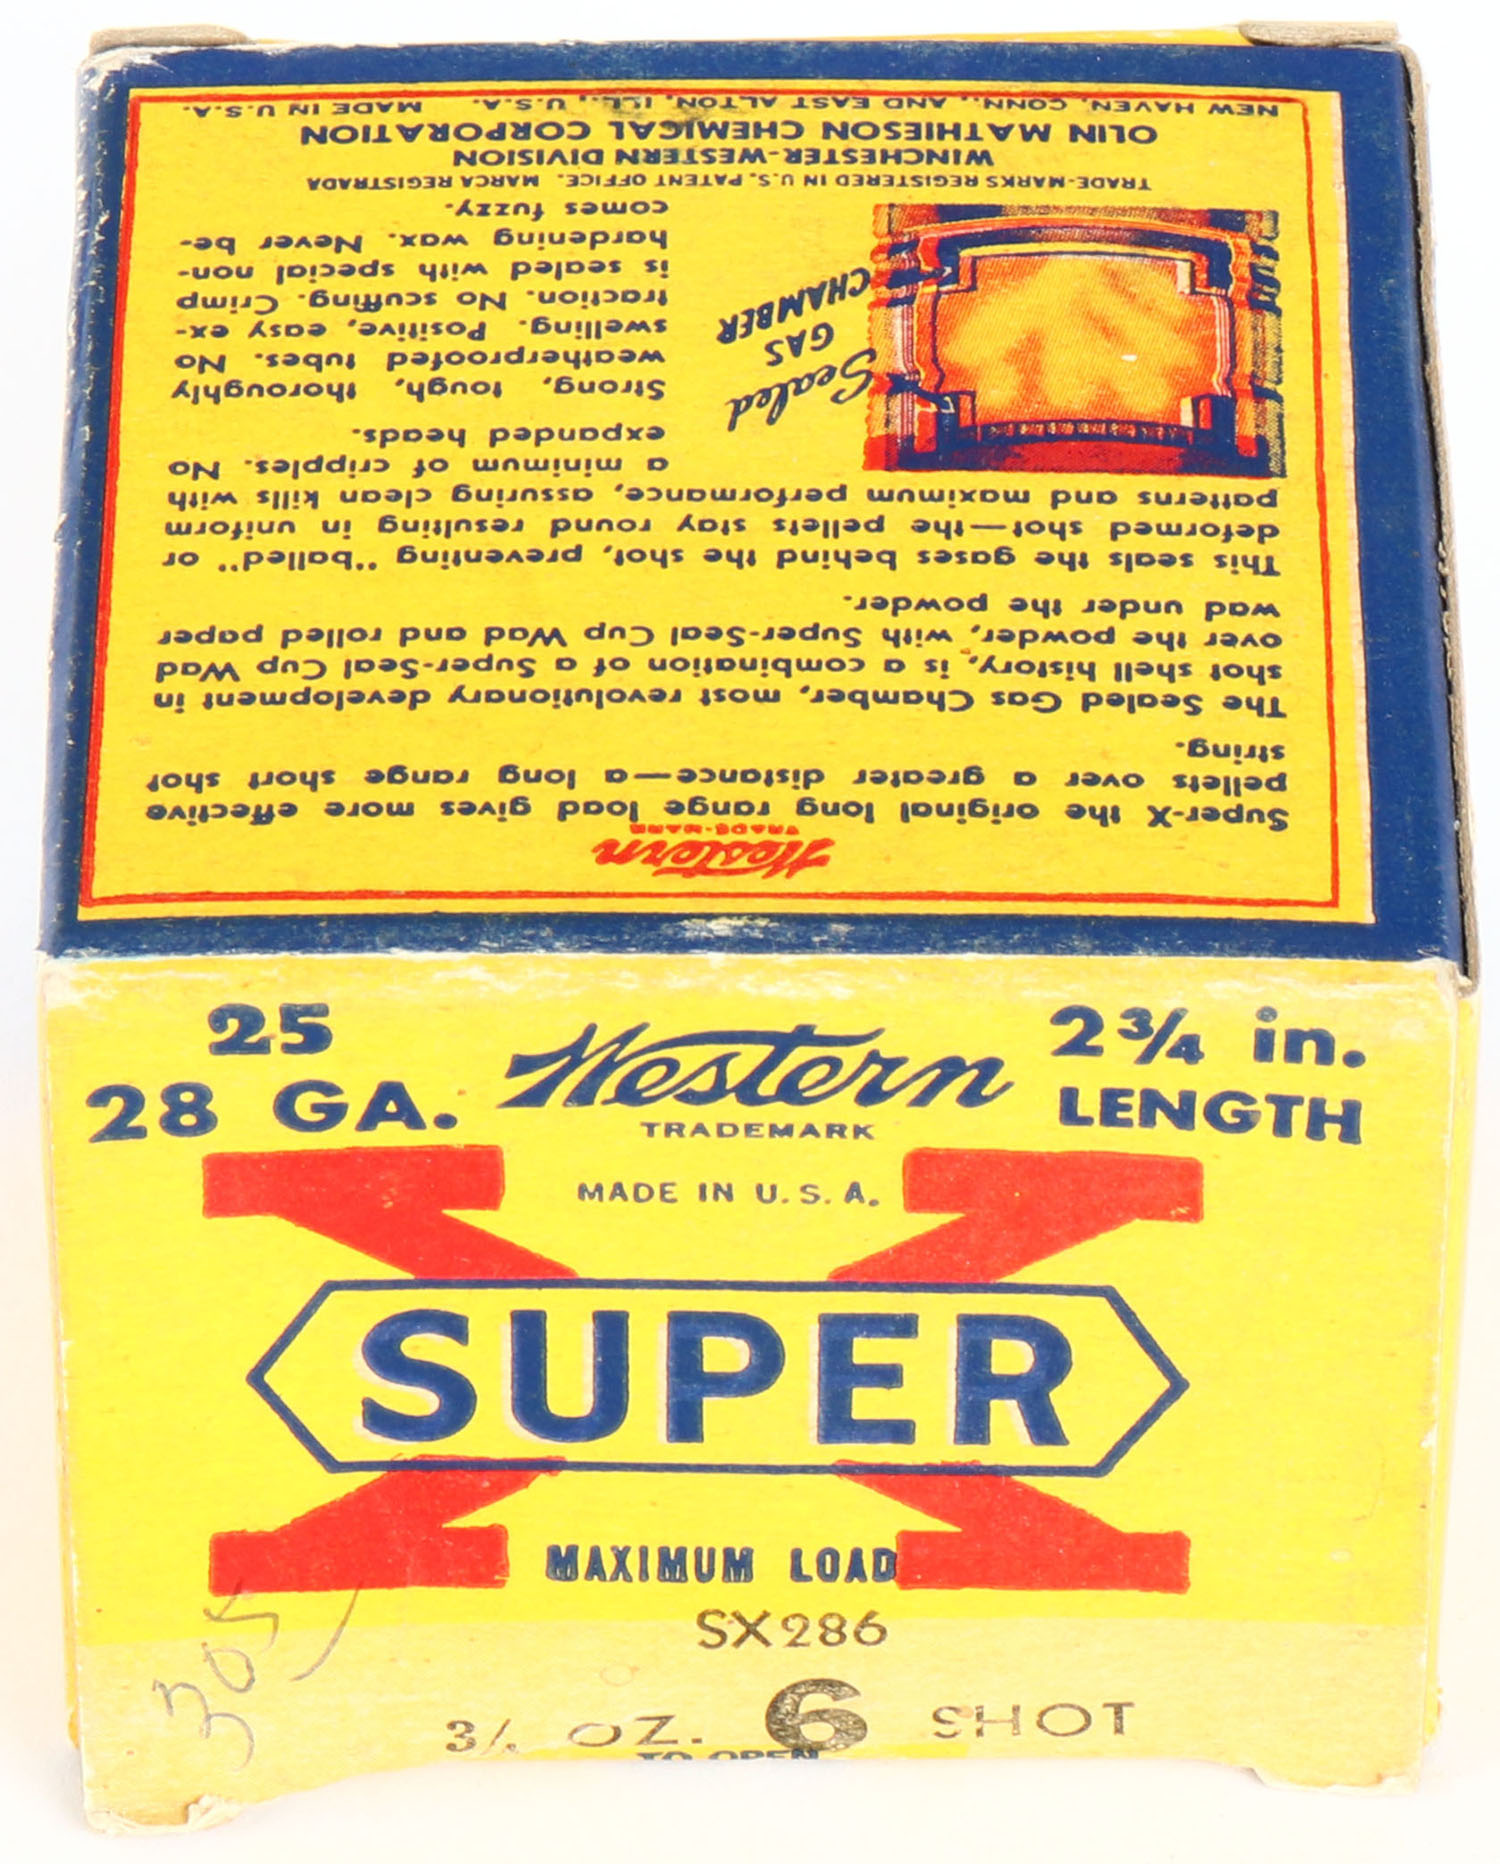 Western
TRADE-MARK
Super-X the original long range load gives more effective
pellets over a greater distance—a long range short shot
string.
The Sealed Gas Chamber, most revolutionary development in
shot shell history, is a combination of a Super-Seal Cup Wad
over the powder, with Super-Seal Cup Wad and rolled paper
wad under the powder.
This seals the gases behind the shot, preventing "balled" or
deformed shot—the pellets stay round resulting in uniform
patterns and maximum performance, assuring clean kills with
a minimum of cripples. No
expanded heads.
Strong, tough, thoroughly
weatherproofed tubes. No
swelling. Positive, easy ex-
traction. No scuffing. Crimp
is sealed with special non-
hardening wax. Never be-
comes fuzzy.
Sealed
GAS
CHAMBER
TRADE-MARKS REGISTERED IN U.S. PATENT OFFICE. MARCA REGISTRADA
WINCHESTER-WESTERN DIVISION
OLIN MATHIESON CHEMICAL CORPORATION
NEW HAVEN, CONN., AND EAST ALTON, ILL., U.S.A. MADE IN U.S.A.
25
28 GA.
Western
TRADEMARK
MADE IN U.S.A.
2 3/4 in.
LENGTH
X
SUPER
MAXIMUM LOAD
SX286
OZ. 6 SHOT
TO OPEN
305